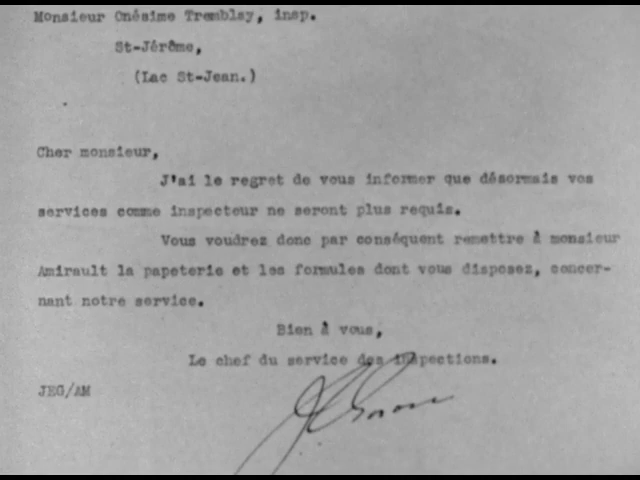 Monsieur Onésime Tremblay, insp.
St-Jérôme,
(Lac St-Jean.)
Cher monsieur,
J'ai le regret de vous informer que désormais vos
services comme inspecteur ne seront plus requis.
Vous voudrez donc par conséquent remettre à monsieur
Amirault la papeterie et les formules dont vous disposez, concer-
nant notre service.
Bien à vous,
Le chef du service des inspections.
JEG/AM